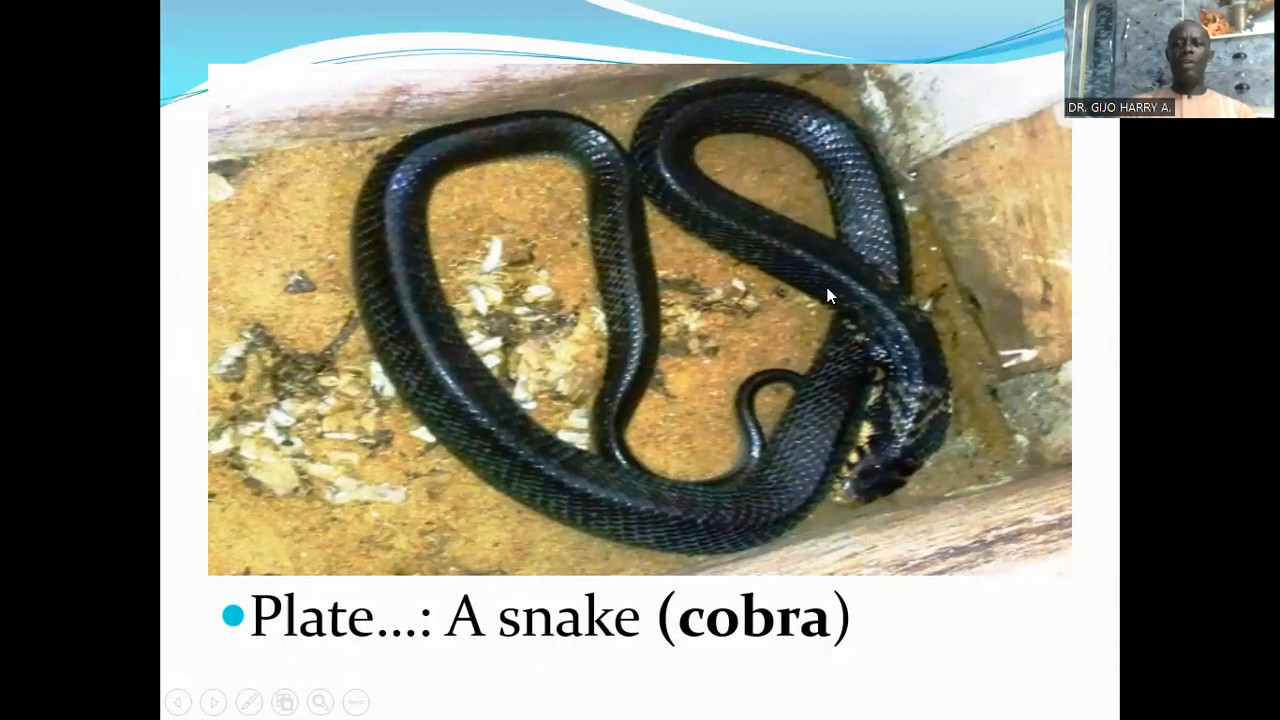 DR. GIJO HARRY A.
•Plate...: A snake (cobra)